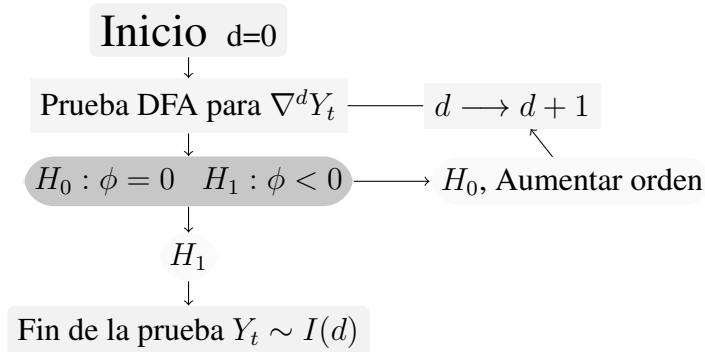 Inicio d=0
Prueba DFA para ∇^d Y_t
d ⟶ d + 1
H_0 : ϕ = 0 H_1 : ϕ < 0
H_0, Aumentar orden
H_1
Fin de la prueba Y_t ∼ I(d)